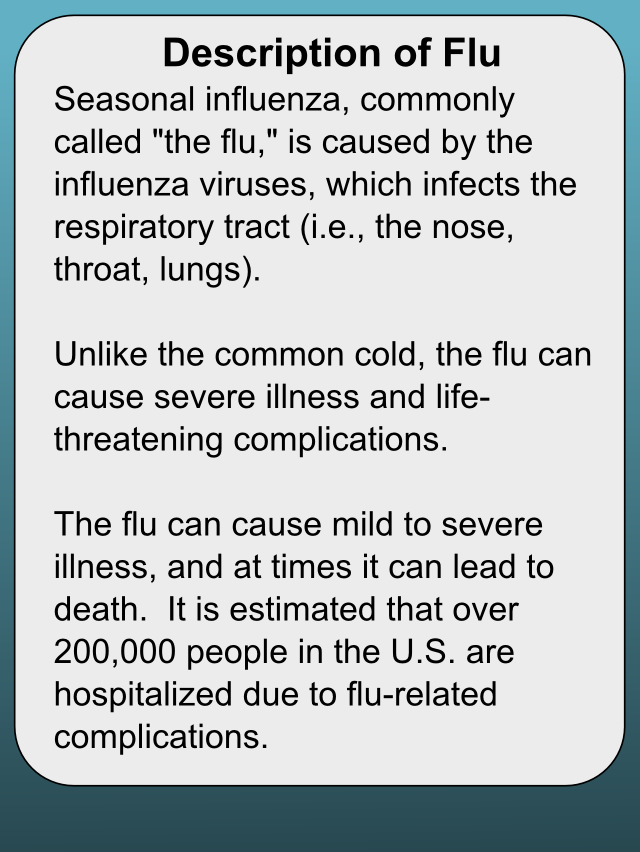 Description of Flu
Seasonal influenza, commonly
called "the flu," is caused by the
influenza viruses, which infects the
respiratory tract (i.e., the nose,
throat, lungs).
Unlike the common cold, the flu can
cause severe illness and life-
threatening complications.
The flu can cause mild to severe
illness, and at times it can lead to
death.  It is estimated that over
200,000 people in the U.S. are
hospitalized due to flu-related
complications.